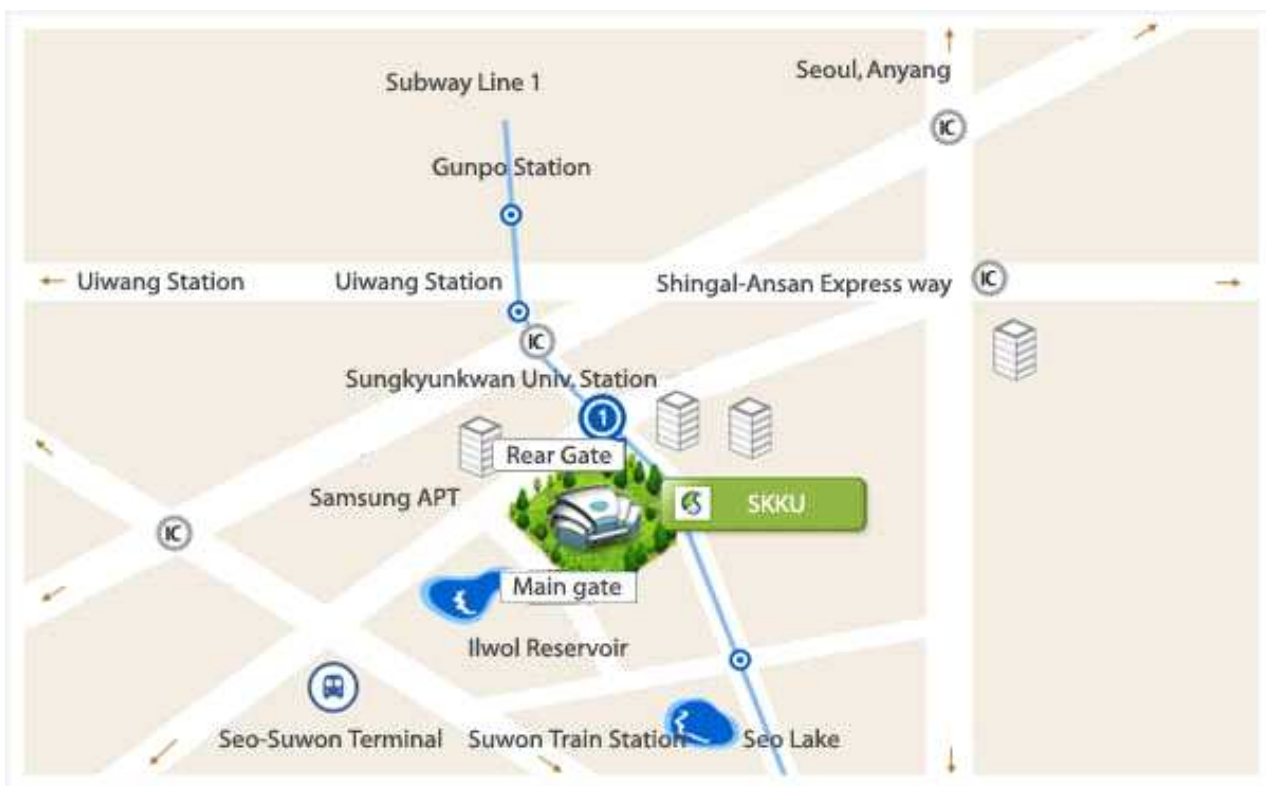 Seoul, Anyang
Subway Line 1
IC
Gunpo Station
Uiwang Station
Uiwang Station
Shingal-Ansan Express way
IC
IC
Sungkyunkwan Univ. Station
1
Rear Gate
Samsung APT
SKKU
IC
Main gate
Ilwol Reservoir
Seo-Suwon Terminal
Suwon Train Station
Seo Lake